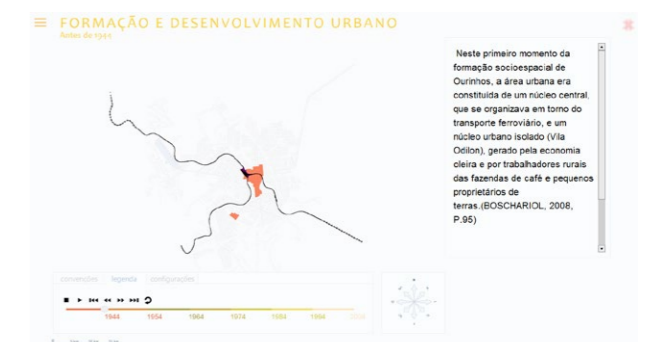 FORMAÇÃO E DESENVOLVIMENTO URBANO
Antes de 1944
Neste primeiro momento da
formação socioespacial de
Ourinhos, a área urbana era
constituída de um núcleo central,
que se organizava em torno do
transporte ferroviário, e um
núcleo urbano isolado (Vila
Odilon), gerado pela economia
oleira e por trabalhadores rurais
das fazendas de café e pequenos
proprietários de
terras.(BOSCHARIOL, 2008,
P.95)
convenções legenda configurações
1944 1954 1964 1974 1984 1994